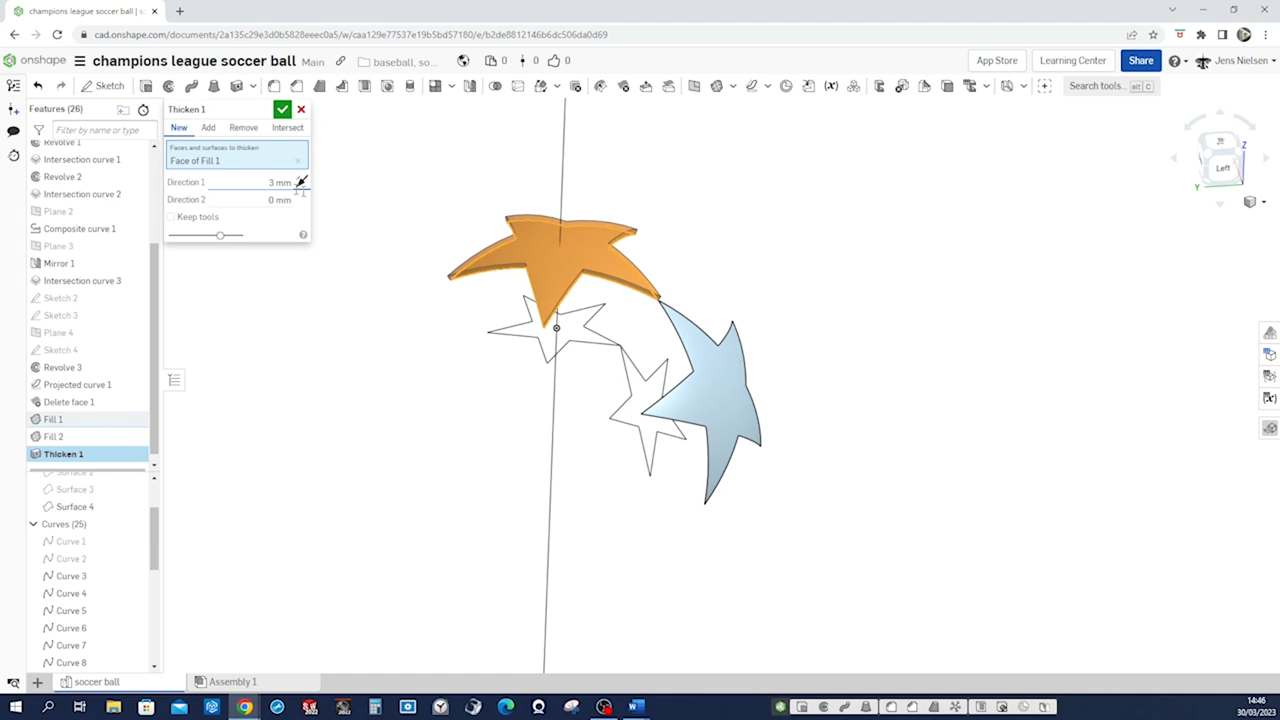 champions league soccer ball | s
cad.onshape.com/documents/2a135c29e3d0b5828eeec0a5/w/caa129e77537e19b5bd57180/e/b2de8812146b6dc506da0d69
onshape champions league soccer ball Main baseball, so... 0 0 0 App Store Learning Center Share Jens Nielsen
Sketch Search tools... alt C
Features (26)
Filter by name or type
Revolve 1
Intersection curve 1
Revolve 2
Intersection curve 2
Plane 2
Composite curve 1
Plane 3
Mirror 1
Intersection curve 3
Sketch 2
Sketch 3
Plane 4
Sketch 4
Revolve 3
Projected curve 1
Delete face 1
Fill 1
Fill 2
Thicken 1
Surface 2
Surface 3
Surface 4
Curves (25)
Curve 1
Curve 2
Curve 3
Curve 4
Curve 5
Curve 6
Curve 7
Curve 8
Thicken 1
New Add Remove Intersect
Faces and surfaces to thicken
Face of Fill 1
Direction 1 3 mm
Direction 2 0 mm
Keep tools
Z
Left
Y
soccer ball Assembly 1
2022
2022
14:46
30/03/2023